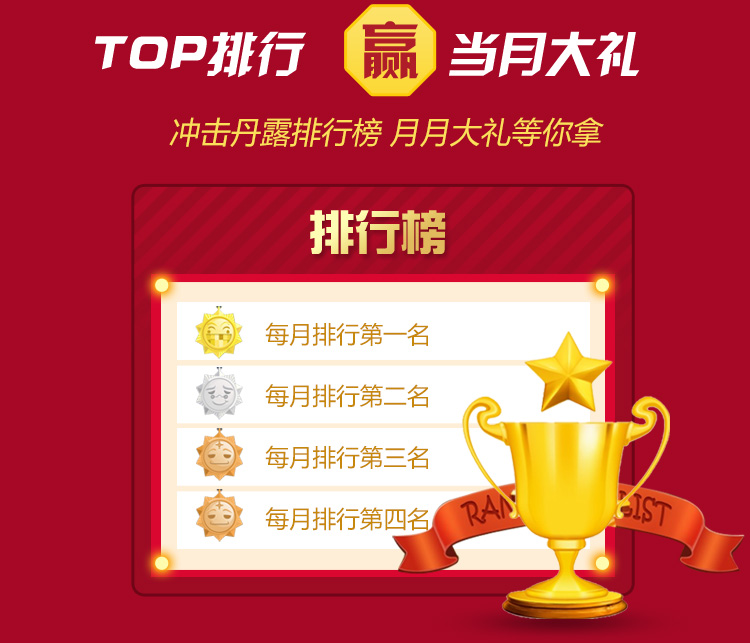 TOP排行 赢 当月大礼
冲击丹露排行榜 月月大礼等你拿
排行榜
每月排行第一名
每月排行第二名
每月排行第三名
每月排行第四名